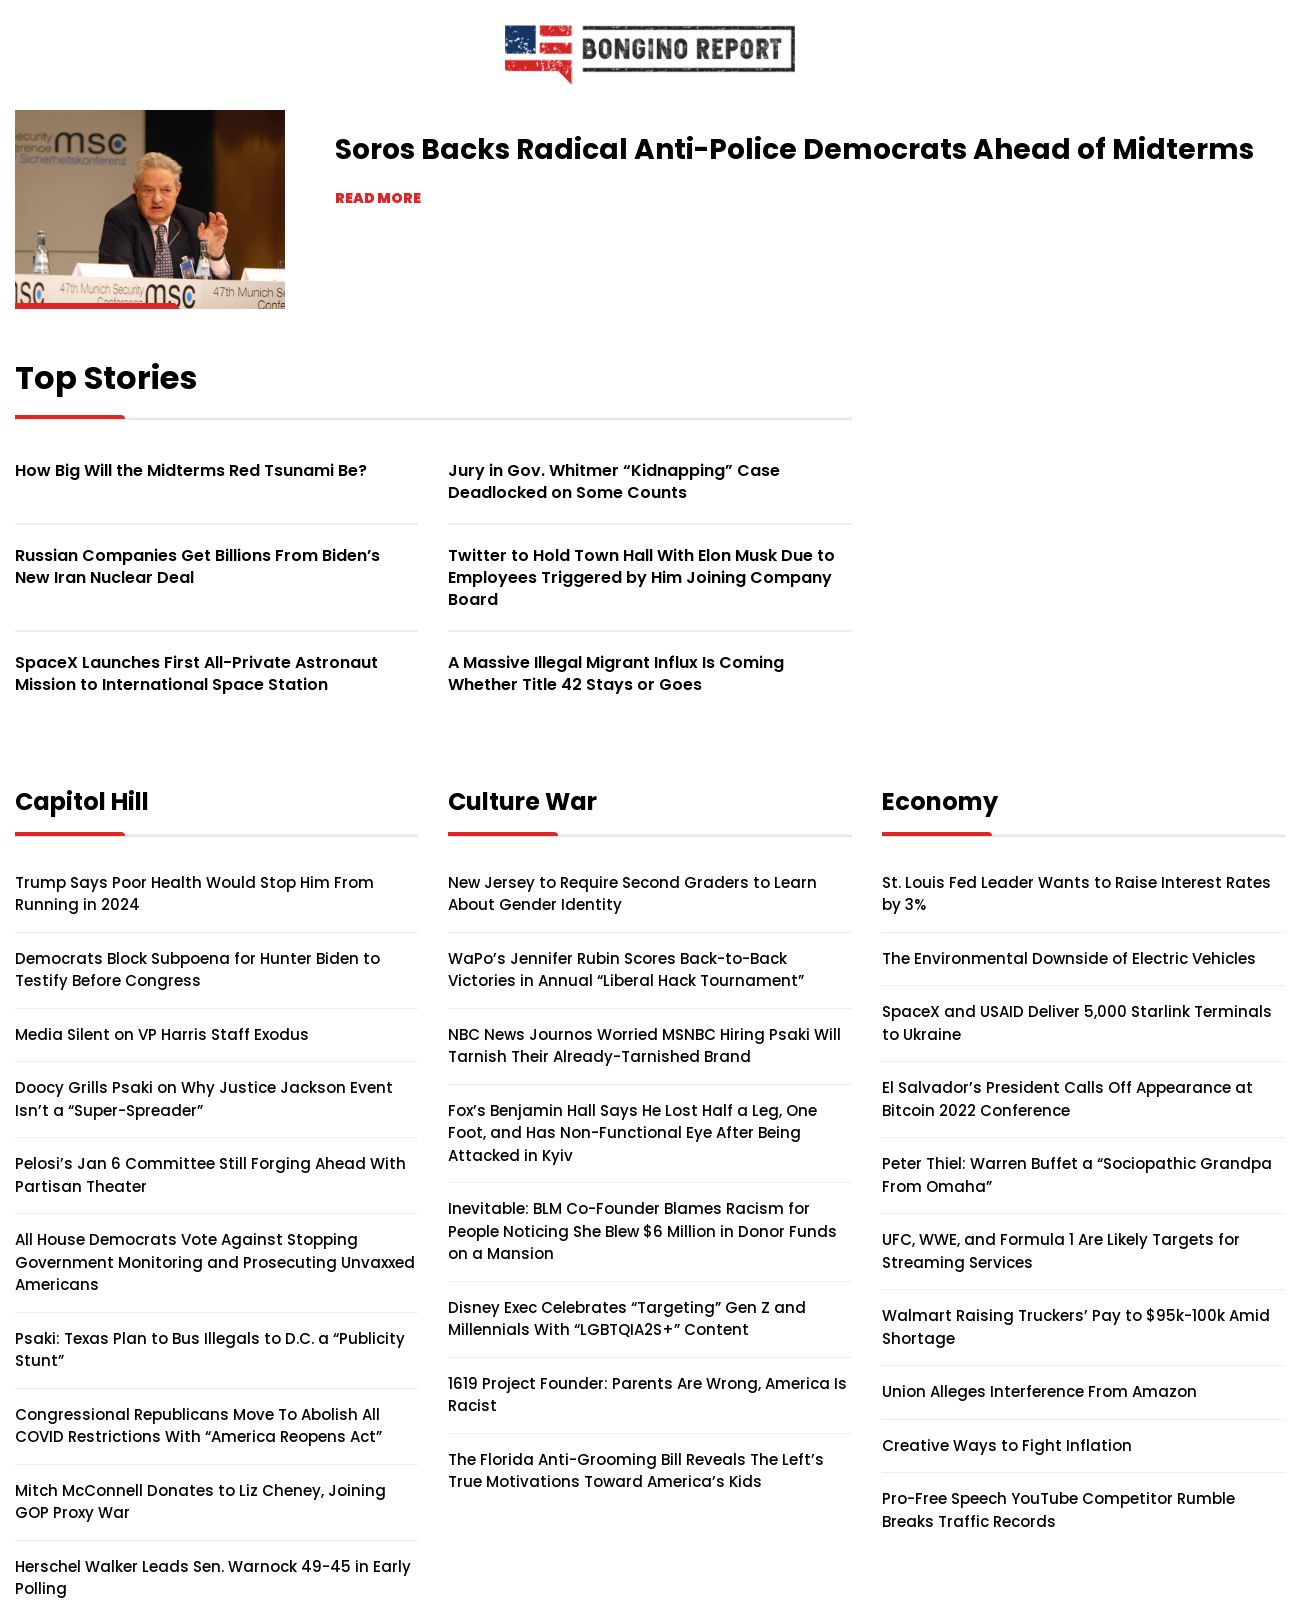 BONGINO REPORT
ecurity
erence
msc
Sicherheitskonferenz
47th Munich Security
Conference
msc
47th Munich Se
Confe
Soros Backs Radical Anti-Police Democrats Ahead of Midterms
READ MORE
Top Stories
How Big Will the Midterms Red Tsunami Be?
Jury in Gov. Whitmer “Kidnapping” Case
Deadlocked on Some Counts
Russian Companies Get Billions From Biden’s
New Iran Nuclear Deal
Twitter to Hold Town Hall With Elon Musk Due to
Employees Triggered by Him Joining Company
Board
SpaceX Launches First All-Private Astronaut
Mission to International Space Station
A Massive Illegal Migrant Influx Is Coming
Whether Title 42 Stays or Goes
Capitol Hill
Trump Says Poor Health Would Stop Him From
Running in 2024
Democrats Block Subpoena for Hunter Biden to
Testify Before Congress
Media Silent on VP Harris Staff Exodus
Doocy Grills Psaki on Why Justice Jackson Event
Isn’t a “Super-Spreader”
Pelosi’s Jan 6 Committee Still Forging Ahead With
Partisan Theater
All House Democrats Vote Against Stopping
Government Monitoring and Prosecuting Unvaxxed
Americans
Psaki: Texas Plan to Bus Illegals to D.C. a “Publicity
Stunt”
Congressional Republicans Move To Abolish All
COVID Restrictions With “America Reopens Act”
Mitch McConnell Donates to Liz Cheney, Joining
GOP Proxy War
Herschel Walker Leads Sen. Warnock 49-45 in Early
Polling
Culture War
New Jersey to Require Second Graders to Learn
About Gender Identity
WaPo’s Jennifer Rubin Scores Back-to-Back
Victories in Annual “Liberal Hack Tournament”
NBC News Journos Worried MSNBC Hiring Psaki Will
Tarnish Their Already-Tarnished Brand
Fox’s Benjamin Hall Says He Lost Half a Leg, One
Foot, and Has Non-Functional Eye After Being
Attacked in Kyiv
Inevitable: BLM Co-Founder Blames Racism for
People Noticing She Blew $6 Million in Donor Funds
on a Mansion
Disney Exec Celebrates “Targeting” Gen Z and
Millennials With “LGBTQIA2S+” Content
1619 Project Founder: Parents Are Wrong, America Is
Racist
The Florida Anti-Grooming Bill Reveals The Left’s
True Motivations Toward America’s Kids
Economy
St. Louis Fed Leader Wants to Raise Interest Rates
by 3%
The Environmental Downside of Electric Vehicles
SpaceX and USAID Deliver 5,000 Starlink Terminals
to Ukraine
El Salvador’s President Calls Off Appearance at
Bitcoin 2022 Conference
Peter Thiel: Warren Buffet a “Sociopathic Grandpa
From Omaha”
UFC, WWE, and Formula 1 Are Likely Targets for
Streaming Services
Walmart Raising Truckers’ Pay to $95k-100k Amid
Shortage
Union Alleges Interference From Amazon
Creative Ways to Fight Inflation
Pro-Free Speech YouTube Competitor Rumble
Breaks Traffic Records